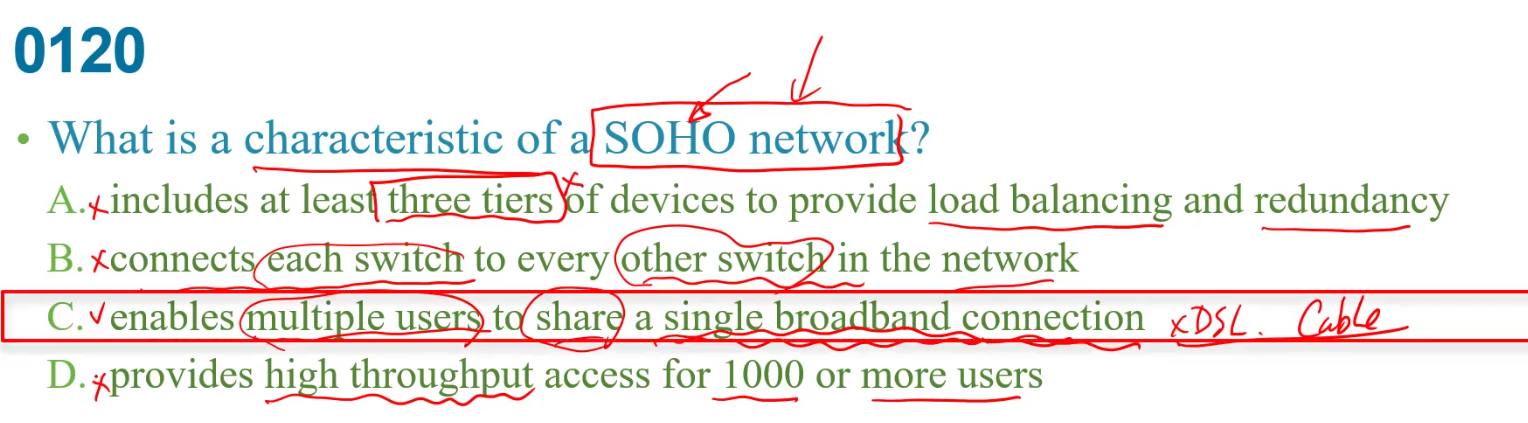 0120
• What is a characteristic of a SOHO network?
A. x includes at least three tiers x of devices to provide load balancing and redundancy
B. x connects each switch to every other switch in the network
C. ✓ enables multiple users to share a single broadband connection xDSL. Cable
D. x provides high throughput access for 1000 or more users